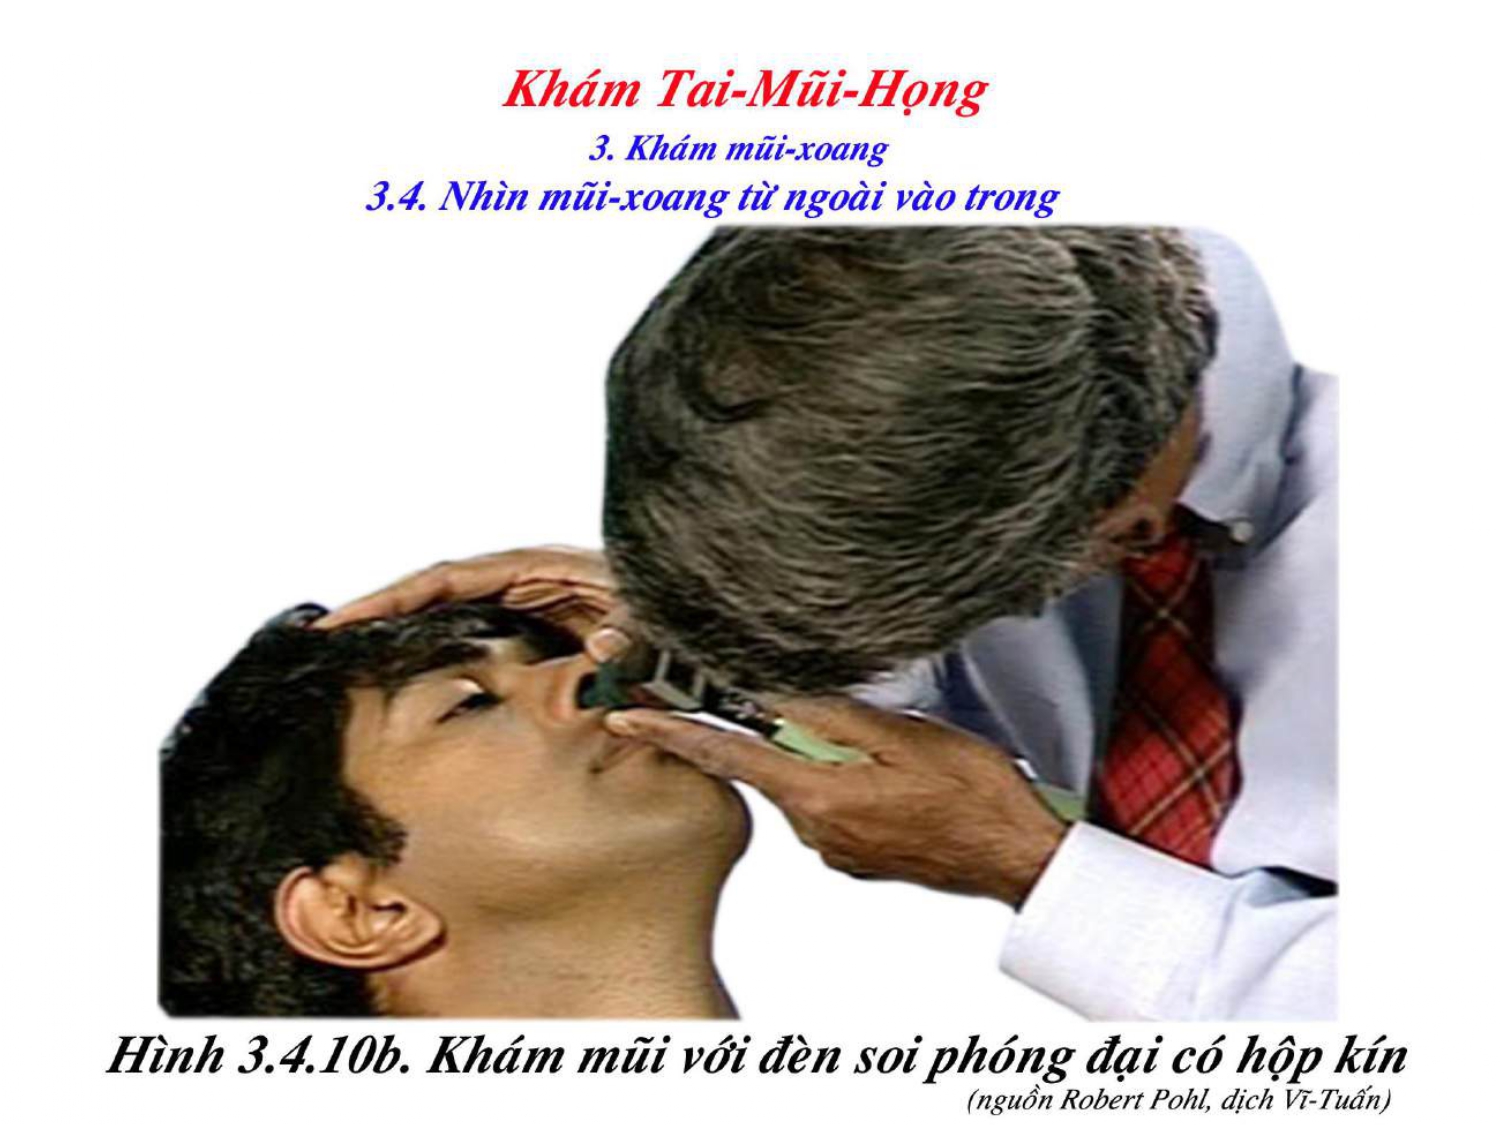 Khám Tai-Mũi-Họng
3. Khám mũi-xoang
3.4. Nhìn mũi-xoang từ ngoài vào trong
Hình 3.4.10b. Khám mũi với đèn soi phóng đại có hộp kín
(nguồn Robert Pohl, dịch Vĩ-Tuấn)